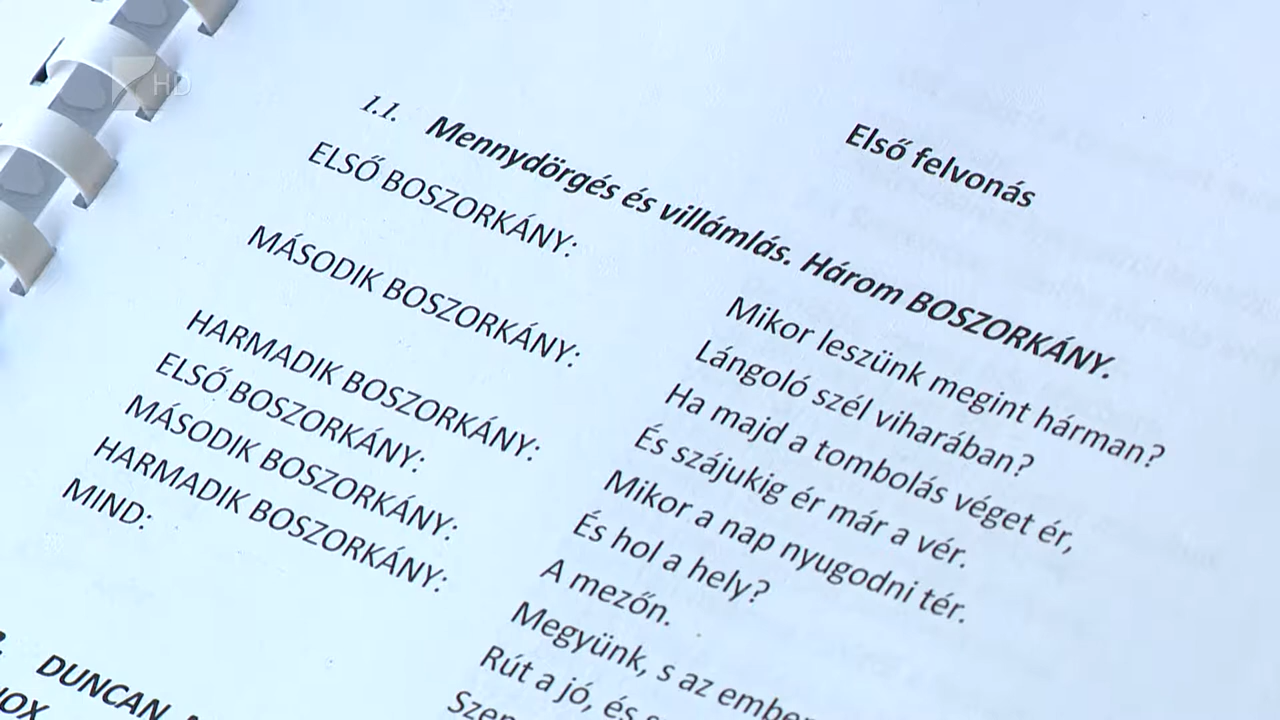 HD
Első felvonás
1.1. Mennydörgés és villámlás. Három BOSZORKÁNY.
ELSŐ BOSZORKÁNY: Mikor leszünk megint hárman?
Lángoló szél viharában?
MÁSODIK BOSZORKÁNY: Ha majd a tombolás véget ér,
És szájukig ér már a vér.
HARMADIK BOSZORKÁNY: Mikor a nap nyugodni tér.
ELSŐ BOSZORKÁNY: És hol a hely?
MÁSODIK BOSZORKÁNY: A mezőn.
HARMADIK BOSZORKÁNY: Megyünk, s az
MIND: Rút a jó, és
DUNCAN